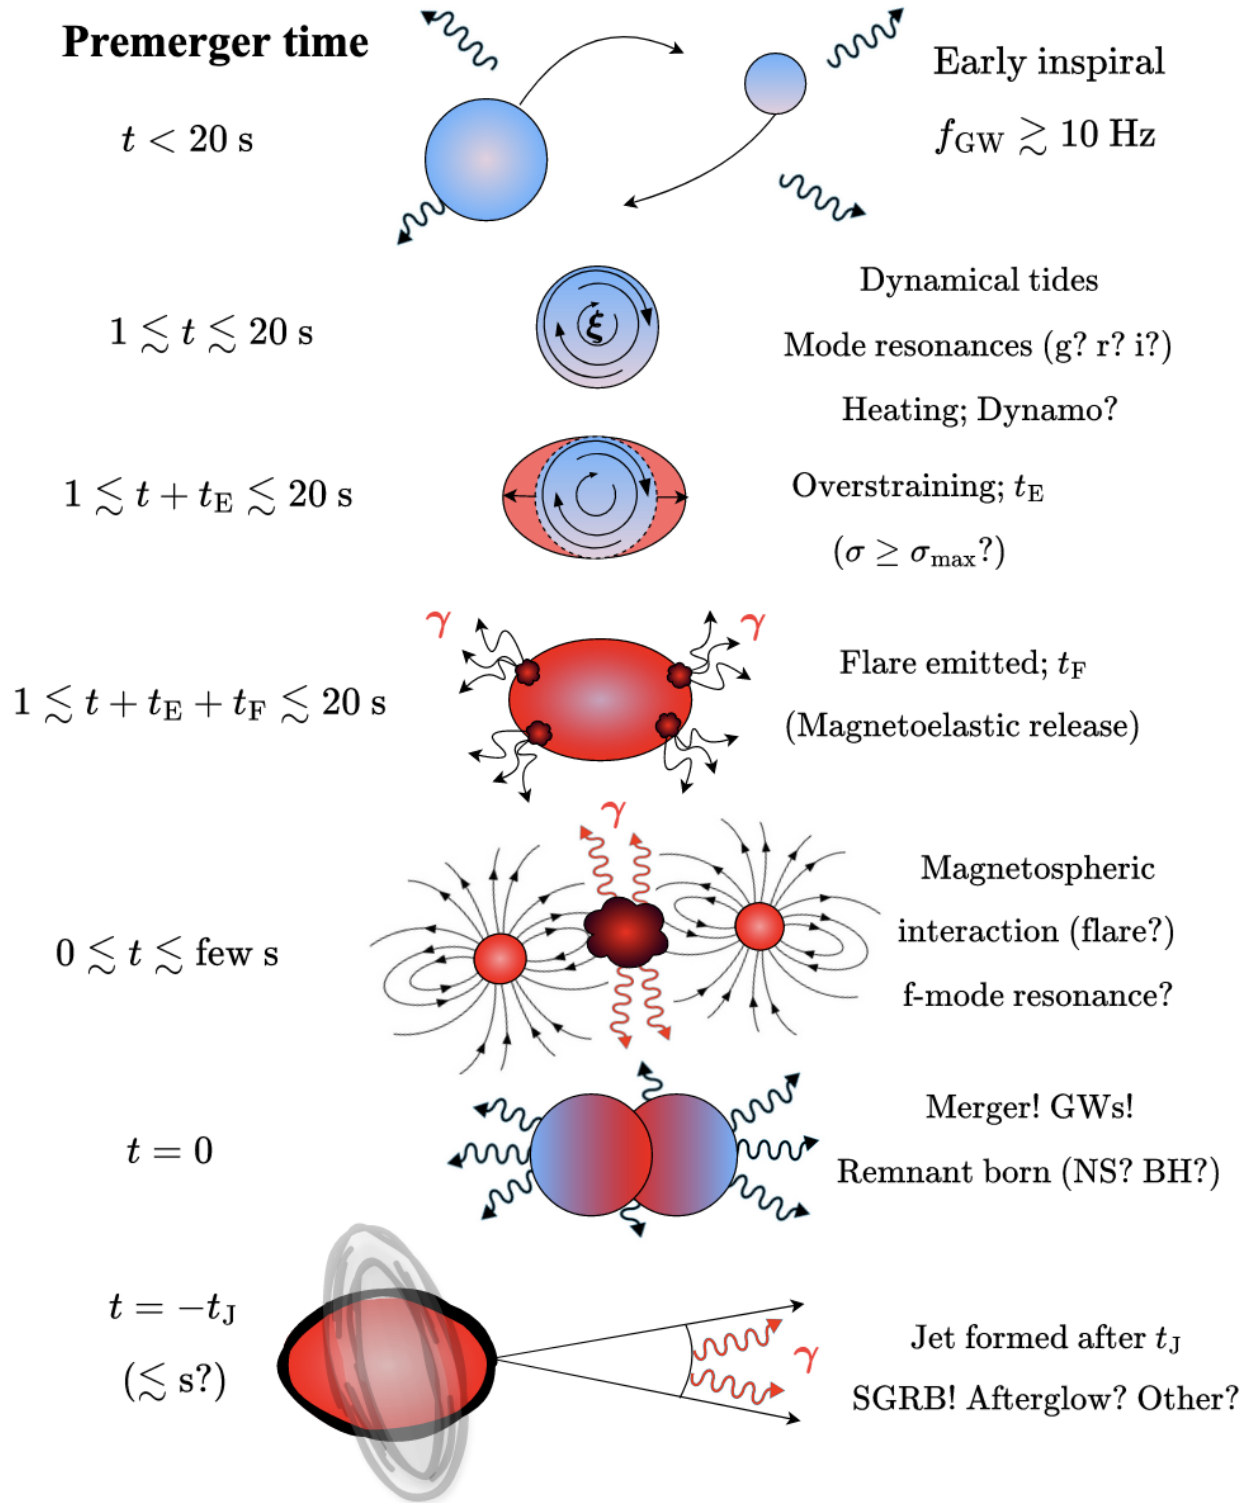 Premerger time
t < 20 s
Early inspiral
f_GW ≳ 10 Hz
1 ≲ t ≲ 20 s
ξ
Dynamical tides
Mode resonances (g? r? i?)
Heating; Dynamo?
1 ≲ t + t_E ≲ 20 s
Overstraining; t_E
(σ ≥ σ_max?)
1 ≲ t + t_E + t_F ≲ 20 s
γ
γ
Flare emitted; t_F
(Magnetoelastic release)
0 ≲ t ≲ few s
γ
Magnetospheric
interaction (flare?)
f-mode resonance?
t = 0
Merger! GWs!
Remnant born (NS? BH?)
t = −t_J
(≲ s?)
γ
Jet formed after t_J
SGRB! Afterglow? Other?